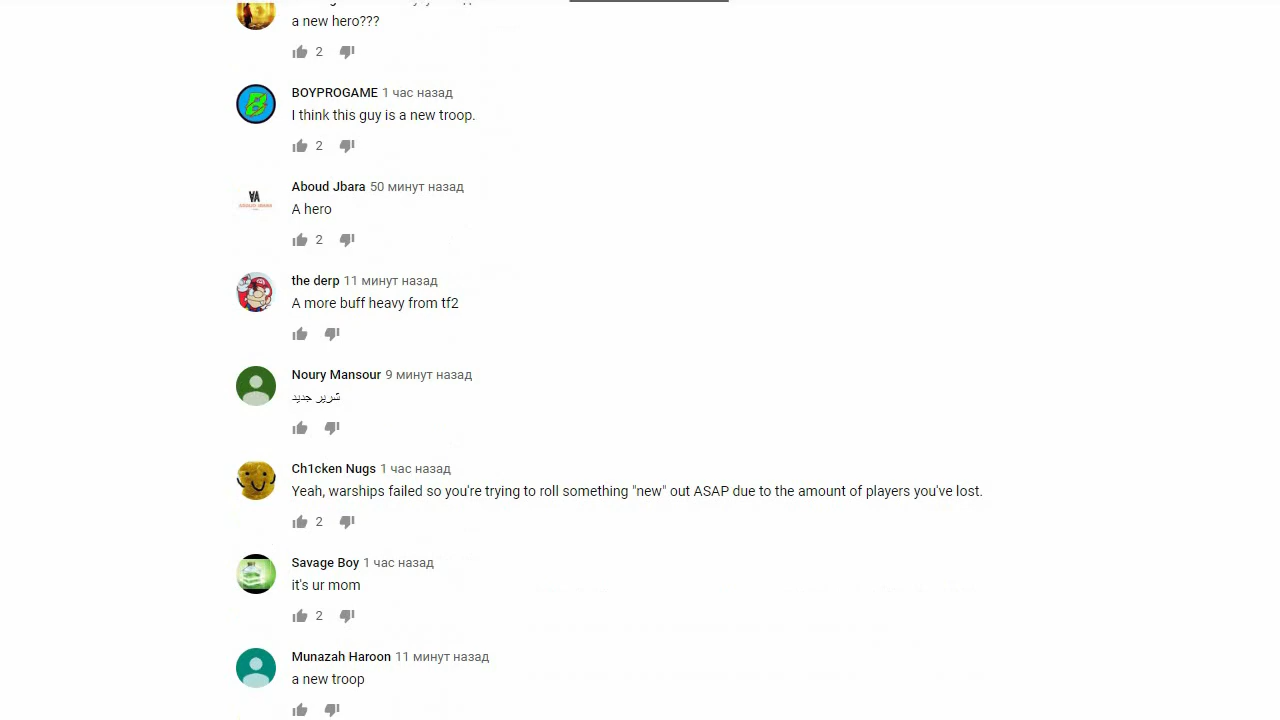 a new hero???
2
BOYPROGAME 1 час назад
I think this guy is a new troop.
2
Aboud Jbara 50 минут назад
A hero
2
the derp 11 минут назад
A more buff heavy from tf2
Noury Mansour 9 минут назад
شرير جديد
Ch1cken Nugs 1 час назад
Yeah, warships failed so you're trying to roll something "new" out ASAP due to the amount of players you've lost.
2
Savage Boy 1 час назад
it's ur mom
2
Munazah Haroon 11 минут назад
a new troop